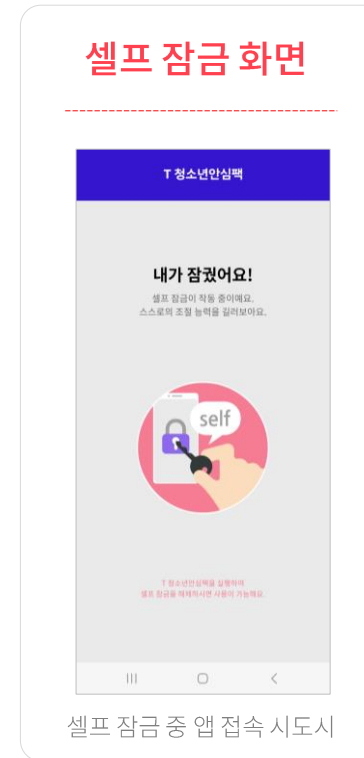 셀프 잠금 화면
T 청소년안심팩
내가 잠궜어요!
셀프 잠금이 작동 중이에요.
스스로의 조절 능력을 길러보아요.
self
T 청소년안심팩을 실행하여
셀프 잠금을 해제하시면 사용이 가능해요.
셀프 잠금 중 앱 접속 시도시